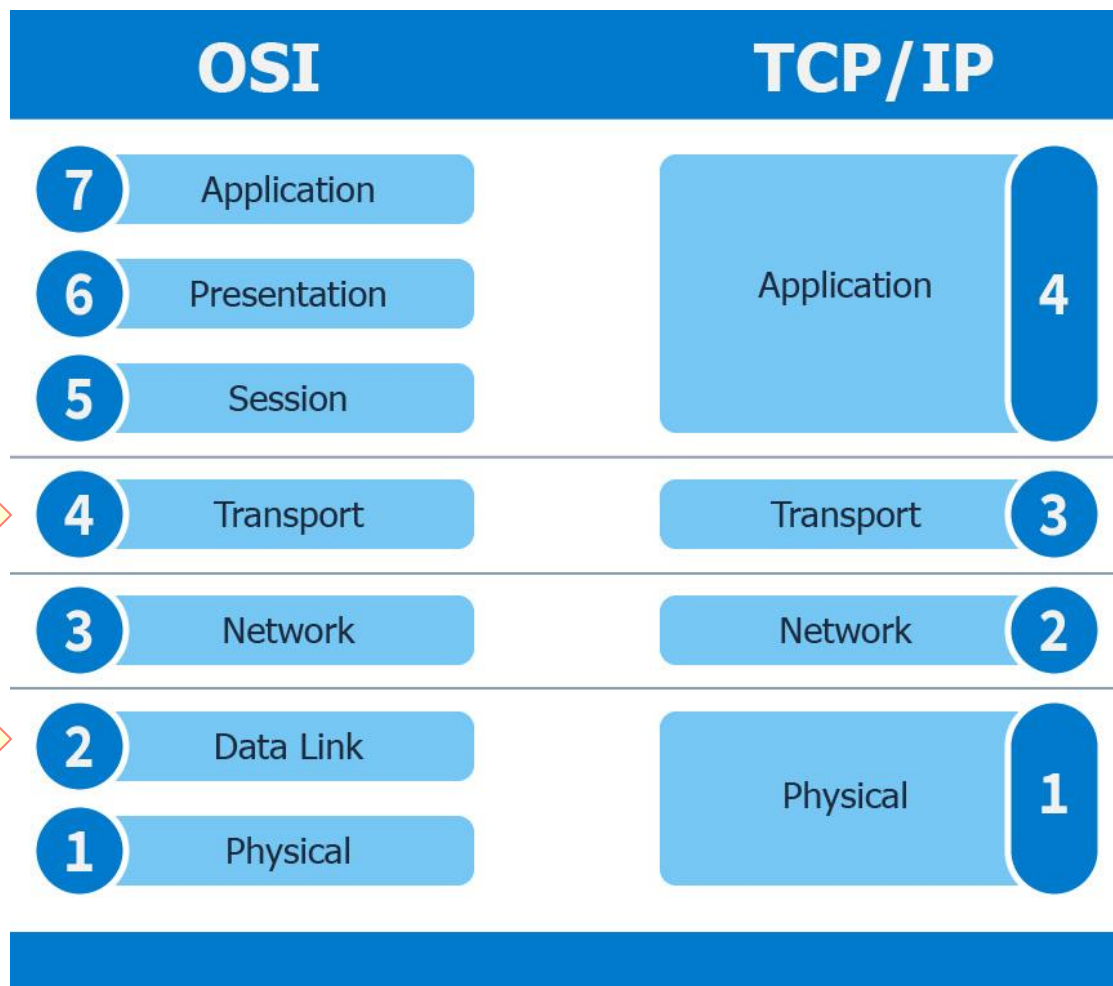 OSI TCP/IP
7 Application
6 Presentation
5 Session
Application 4
4 Transport
Transport 3
3 Network
Network 2
2 Data Link
1 Physical
Physical 1